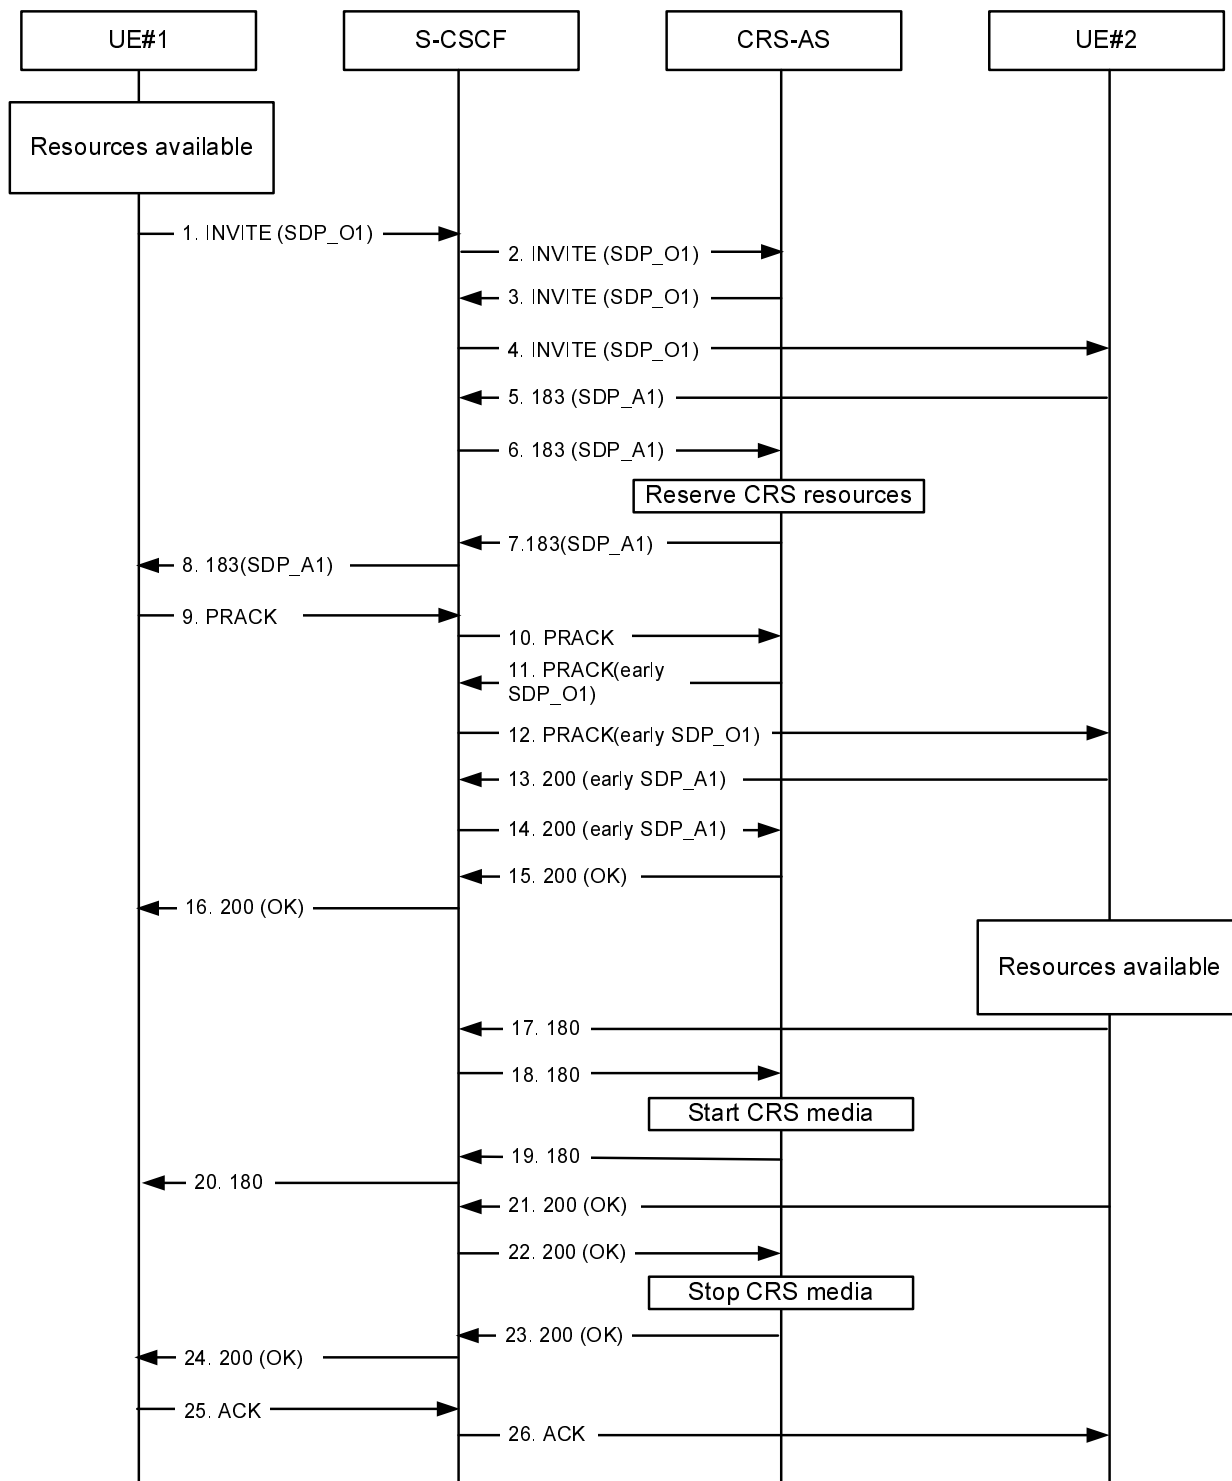 UE#1
S-CSCF
CRS-AS
UE#2
Resources available
1. INVITE (SDP_O1)
2. INVITE (SDP_O1)
3. INVITE (SDP_O1)
4. INVITE (SDP_O1)
5. 183 (SDP_A1)
6. 183 (SDP_A1)
Reserve CRS resources
7.183(SDP_A1)
8. 183(SDP_A1)
9. PRACK
10. PRACK
11. PRACK(early
SDP_O1)
12. PRACK(early SDP_O1)
13. 200 (early SDP_A1)
14. 200 (early SDP_A1)
15. 200 (OK)
16. 200 (OK)
Resources available
17. 180
18. 180
Start CRS media
19. 180
20. 180
21. 200 (OK)
22. 200 (OK)
Stop CRS media
23. 200 (OK)
24. 200 (OK)
25. ACK
26. ACK